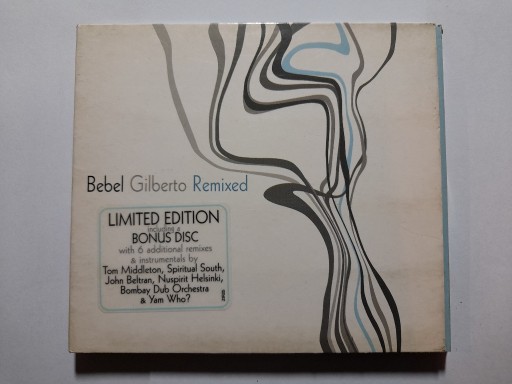 Bebel Gilberto Remixed
LIMITED EDITION
including a
BONUS DISC
with 6 additional remixes
& instrumentals by
Tom Middleton, Spiritual South,
John Beltran, Nuspirit Helsinki,
Bombay Dub Orchestra
& Yam Who?